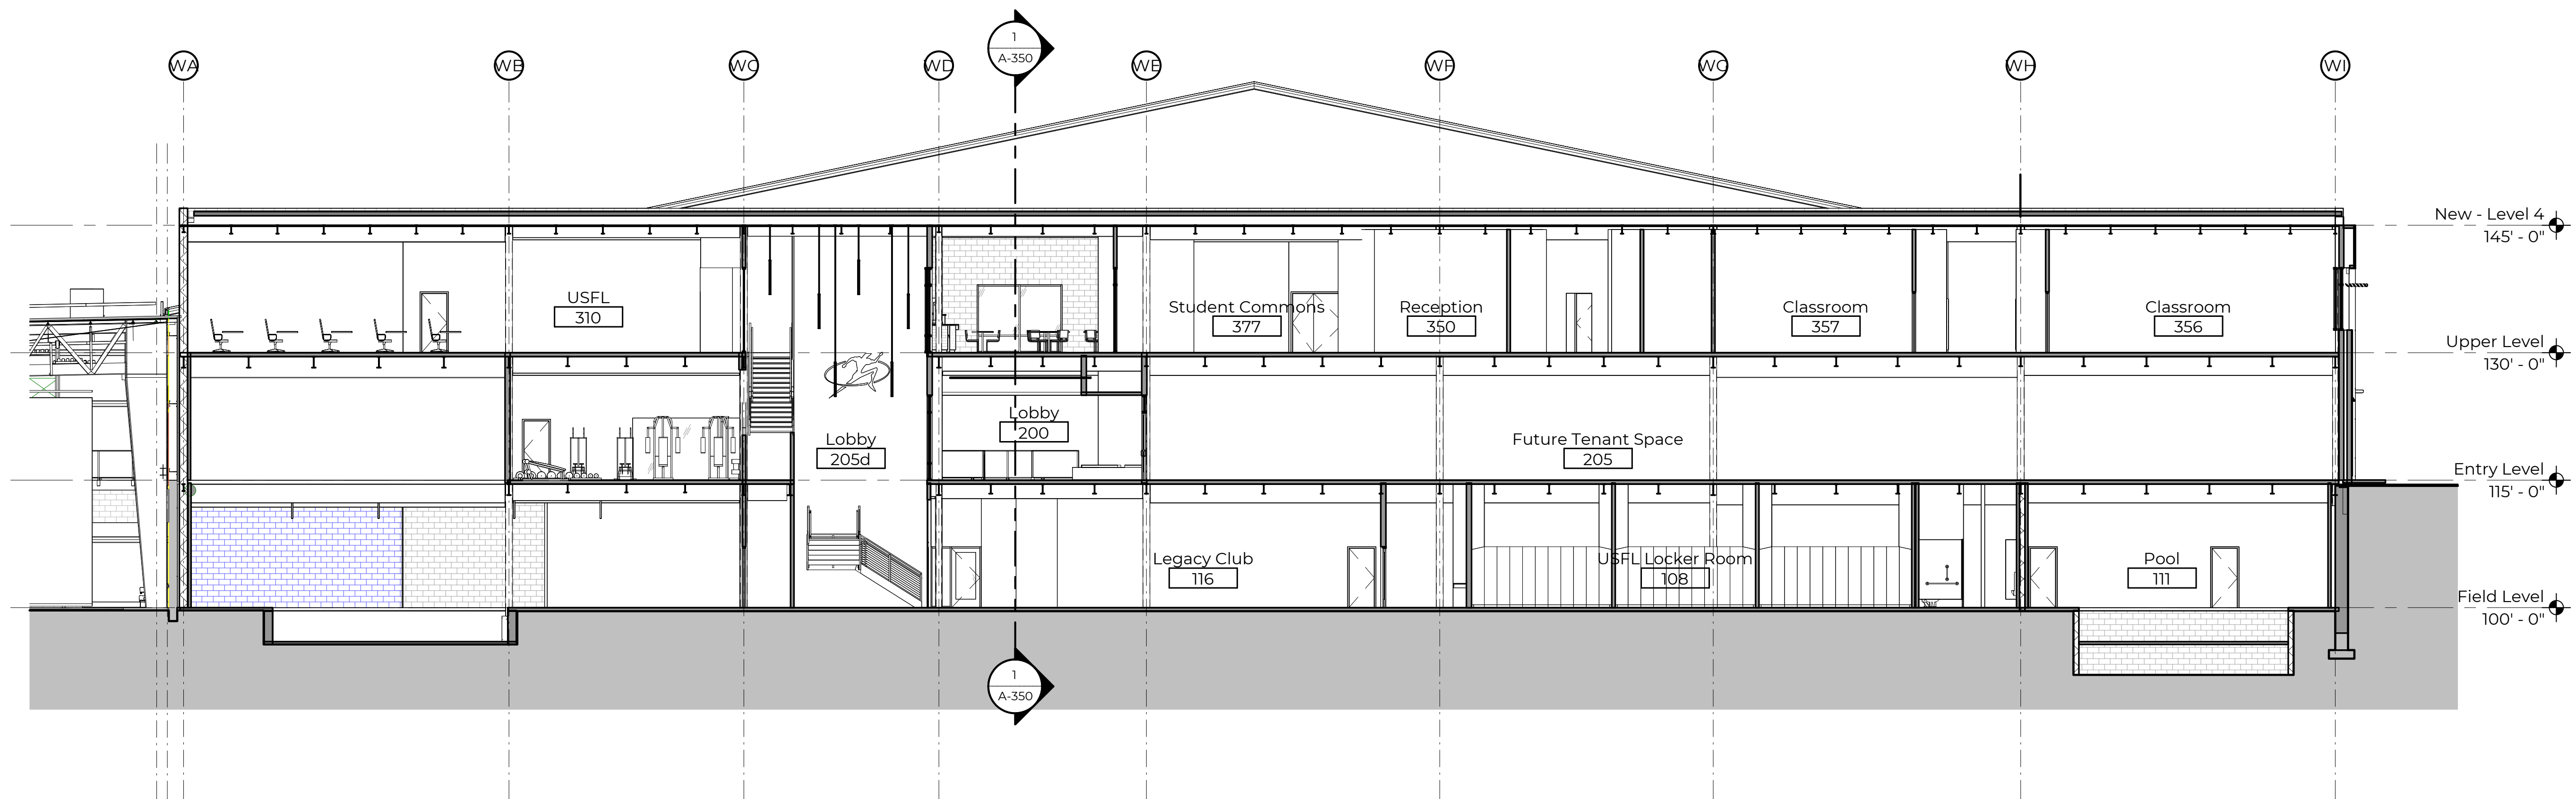 1
A-350
WA
WB
WC
WD
WE
WF
WG
WH
WI
New - Level 4
145' - 0"
USFL
310
Student Commons
377
Reception
350
Classroom
357
Classroom
356
Upper Level
130' - 0"
Lobby
200
Lobby
205d
Future Tenant Space
205
Entry Level
115' - 0"
Legacy Club
116
USFL Locker Room
108
Pool
111
Field Level
100' - 0"
1
A-350